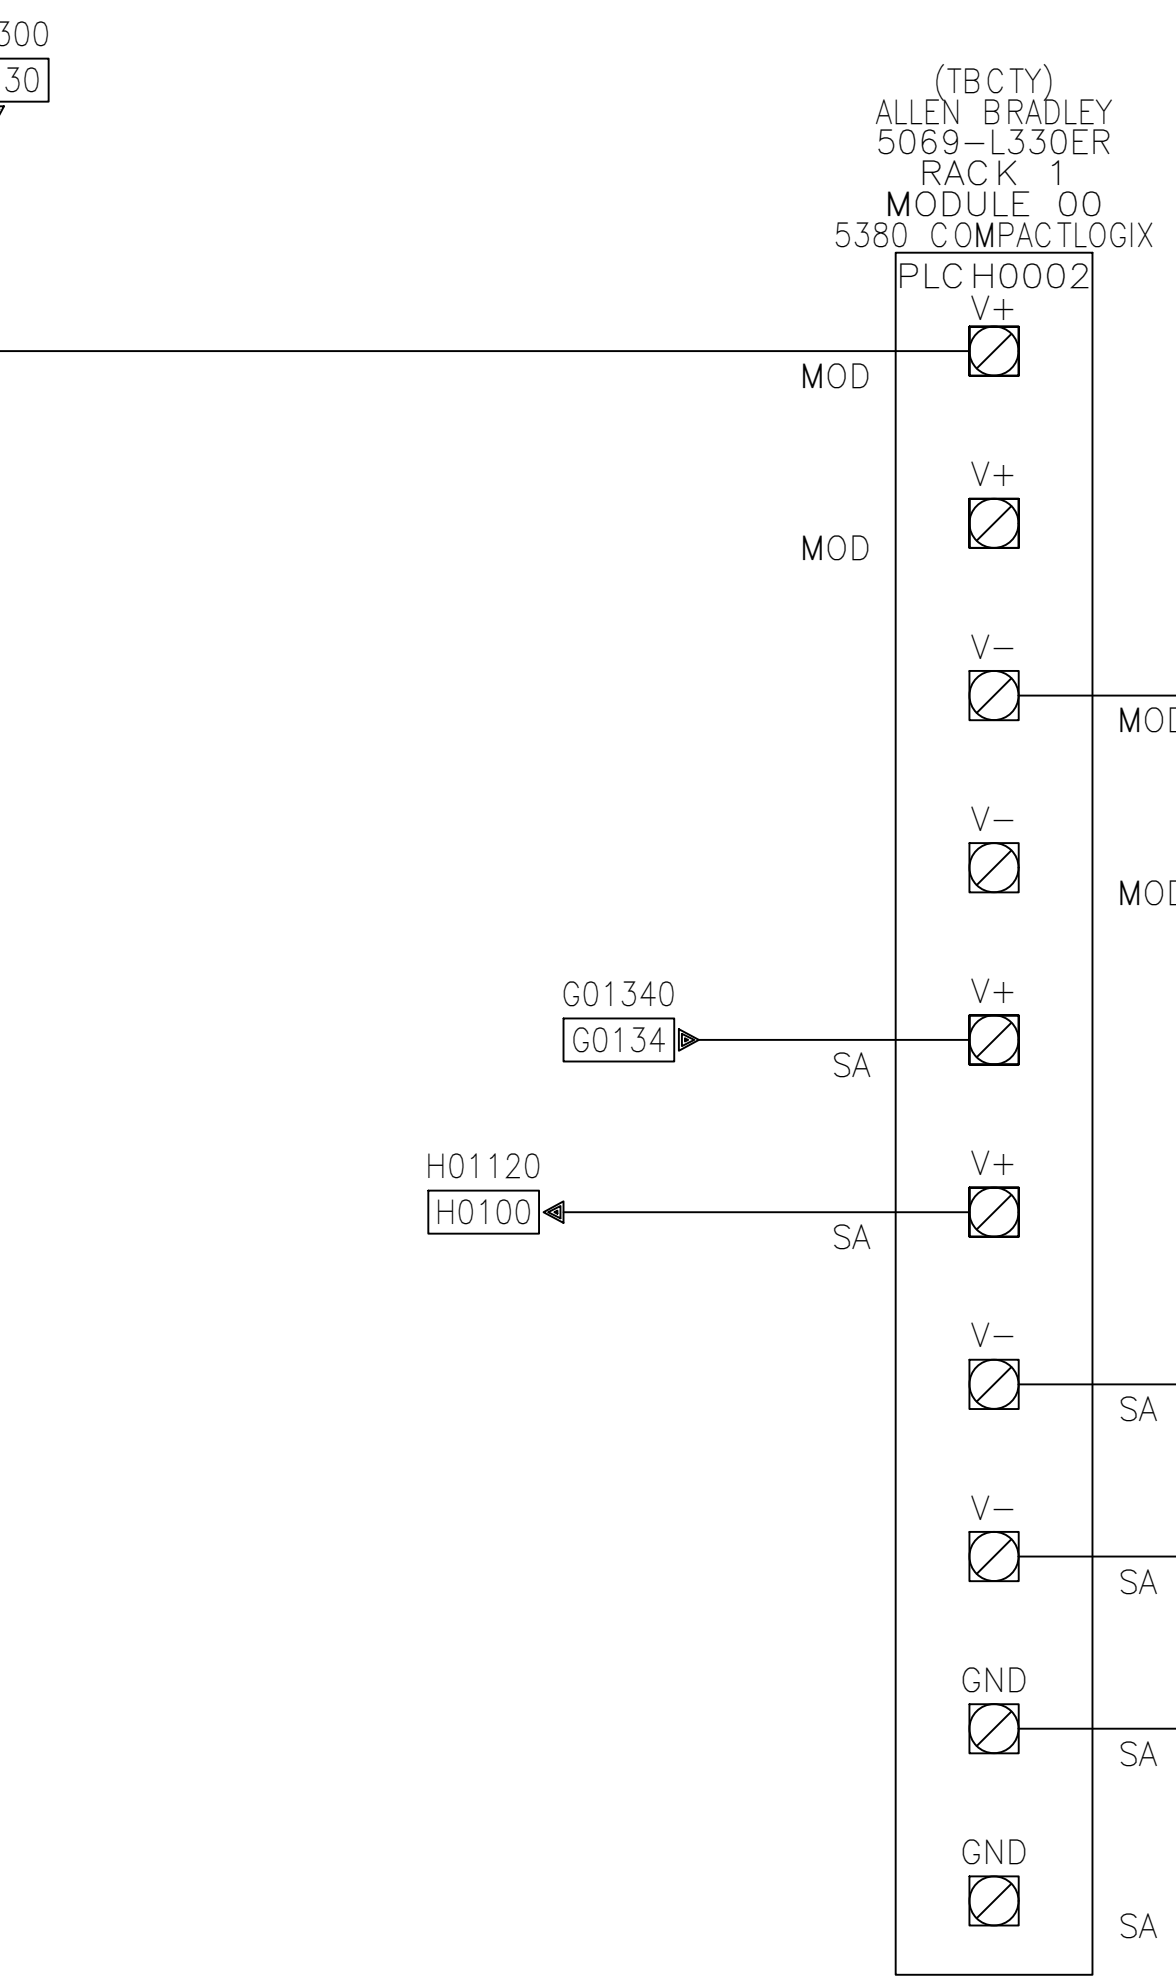 300
30
(TBCTY)
ALLEN BRADLEY
5069-L330ER
RACK 1
MODULE 00
5380 COMPACTLOGIX
PLCH0002
V+
MOD
V+
MOD
V-
MOD
V-
MOD
V+
G01340
G0134
SA
V+
H01120
H0100
SA
V-
SA
V-
SA
GND
SA
GND
SA